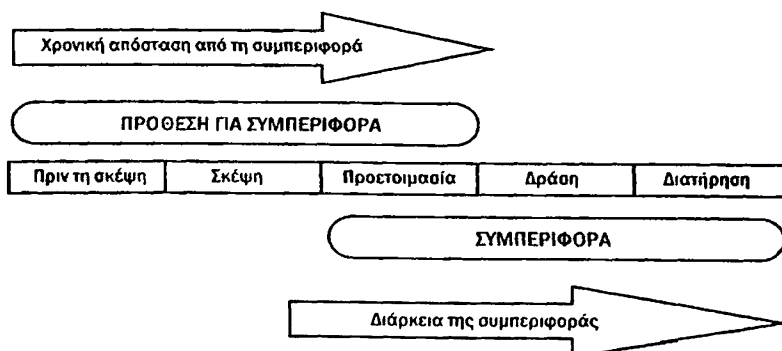 Χρονική απόσταση από τη συμπεριφορά
ΠΡΟΘΕΣΗ ΓΙΑ ΣΥΜΠΕΡΙΦΟΡΑ
Πριν τη σκέψη Σκέψη Προετοιμασία Δράση Διατήρηση
ΣΥΜΠΕΡΙΦΟΡΑ
Διάρκεια της συμπεριφοράς